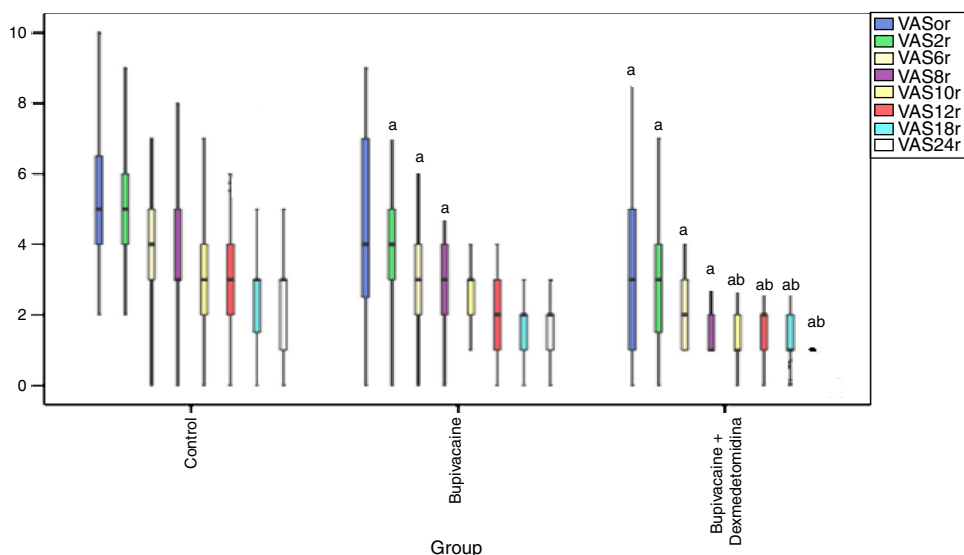 10
8
6
4
2
0
a
a
a
a
a
a
a
ab
ab
ab
ab
Control
Bupivacaine
Bupivacaine +
Dexmedetomidina
Group
VASor
VAS2r
VAS6r
VAS8r
VAS10r
VAS12r
VAS18r
VAS24r